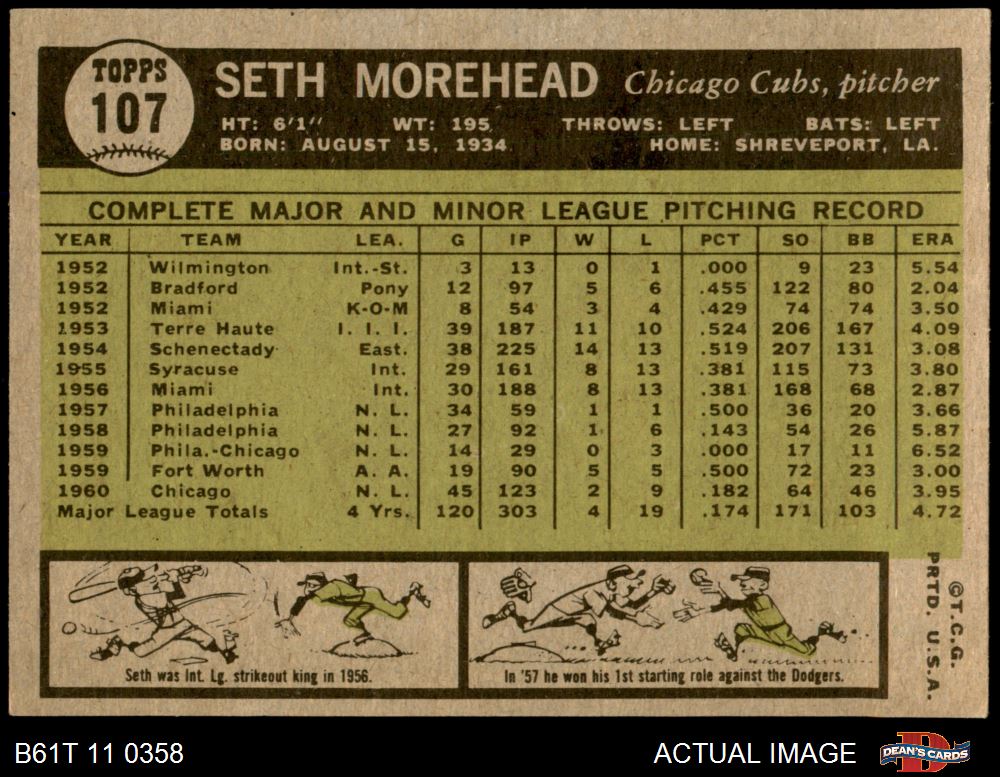 TOPPS
107
SETH MOREHEAD Chicago Cubs, pitcher
HT: 6'1" WT: 195 THROWS: LEFT BATS: LEFT
BORN: AUGUST 15, 1934 HOME: SHREVEPORT, LA.
COMPLETE MAJOR AND MINOR LEAGUE PITCHING RECORD
YEAR TEAM LEA. G IP W L PCT SO BB ERA
1952 Wilmington Int.-St. 3 13 0 1 .000 9 23 5.54
1952 Bradford Pony 12 97 5 6 .455 122 80 2.04
1952 Miami K-O-M 8 54 3 4 .429 74 74 3.50
1953 Terre Haute I. I. I. 39 187 11 10 .524 206 167 4.09
1954 Schenectady East. 38 225 14 13 .519 207 131 3.08
1955 Syracuse Int. 29 161 8 13 .381 115 73 3.80
1956 Miami Int. 30 188 8 13 .381 168 68 2.87
1957 Philadelphia N. L. 34 59 1 1 .500 36 20 3.66
1958 Philadelphia N. L. 27 92 1 6 .143 54 26 5.87
1959 Phila.-Chicago N. L. 14 29 0 3 .000 17 11 6.52
1959 Fort Worth A. A. 19 90 5 5 .500 72 23 3.00
1960 Chicago N. L. 45 123 2 9 .182 64 46 3.95
Major League Totals 4 Yrs. 120 303 4 19 .174 171 103 4.72
Seth was Int. Lg. strikeout king in 1956.
In '57 he won his 1st starting role against the Dodgers.
©T.C.G.
PRTD. U.S.A.
B61T 11 0358 ACTUAL IMAGE DEAN'S CARDS